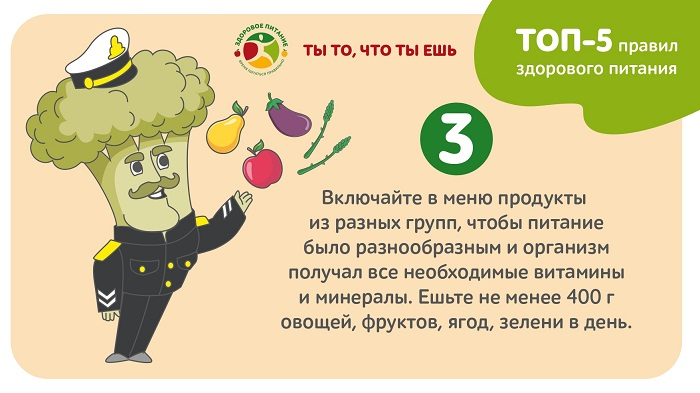 ЗДОРОВОЕ ПИТАНИЕ
ТЫ ТО, ЧТО ТЫ ЕШЬ
ТОП-5 правил
здорового питания
3
Включайте в меню продукты
из разных групп, чтобы питание
было разнообразным и организм
получал все необходимые витамины
и минералы. Ешьте не менее 400 г
овощей, фруктов, ягод, зелени в день.